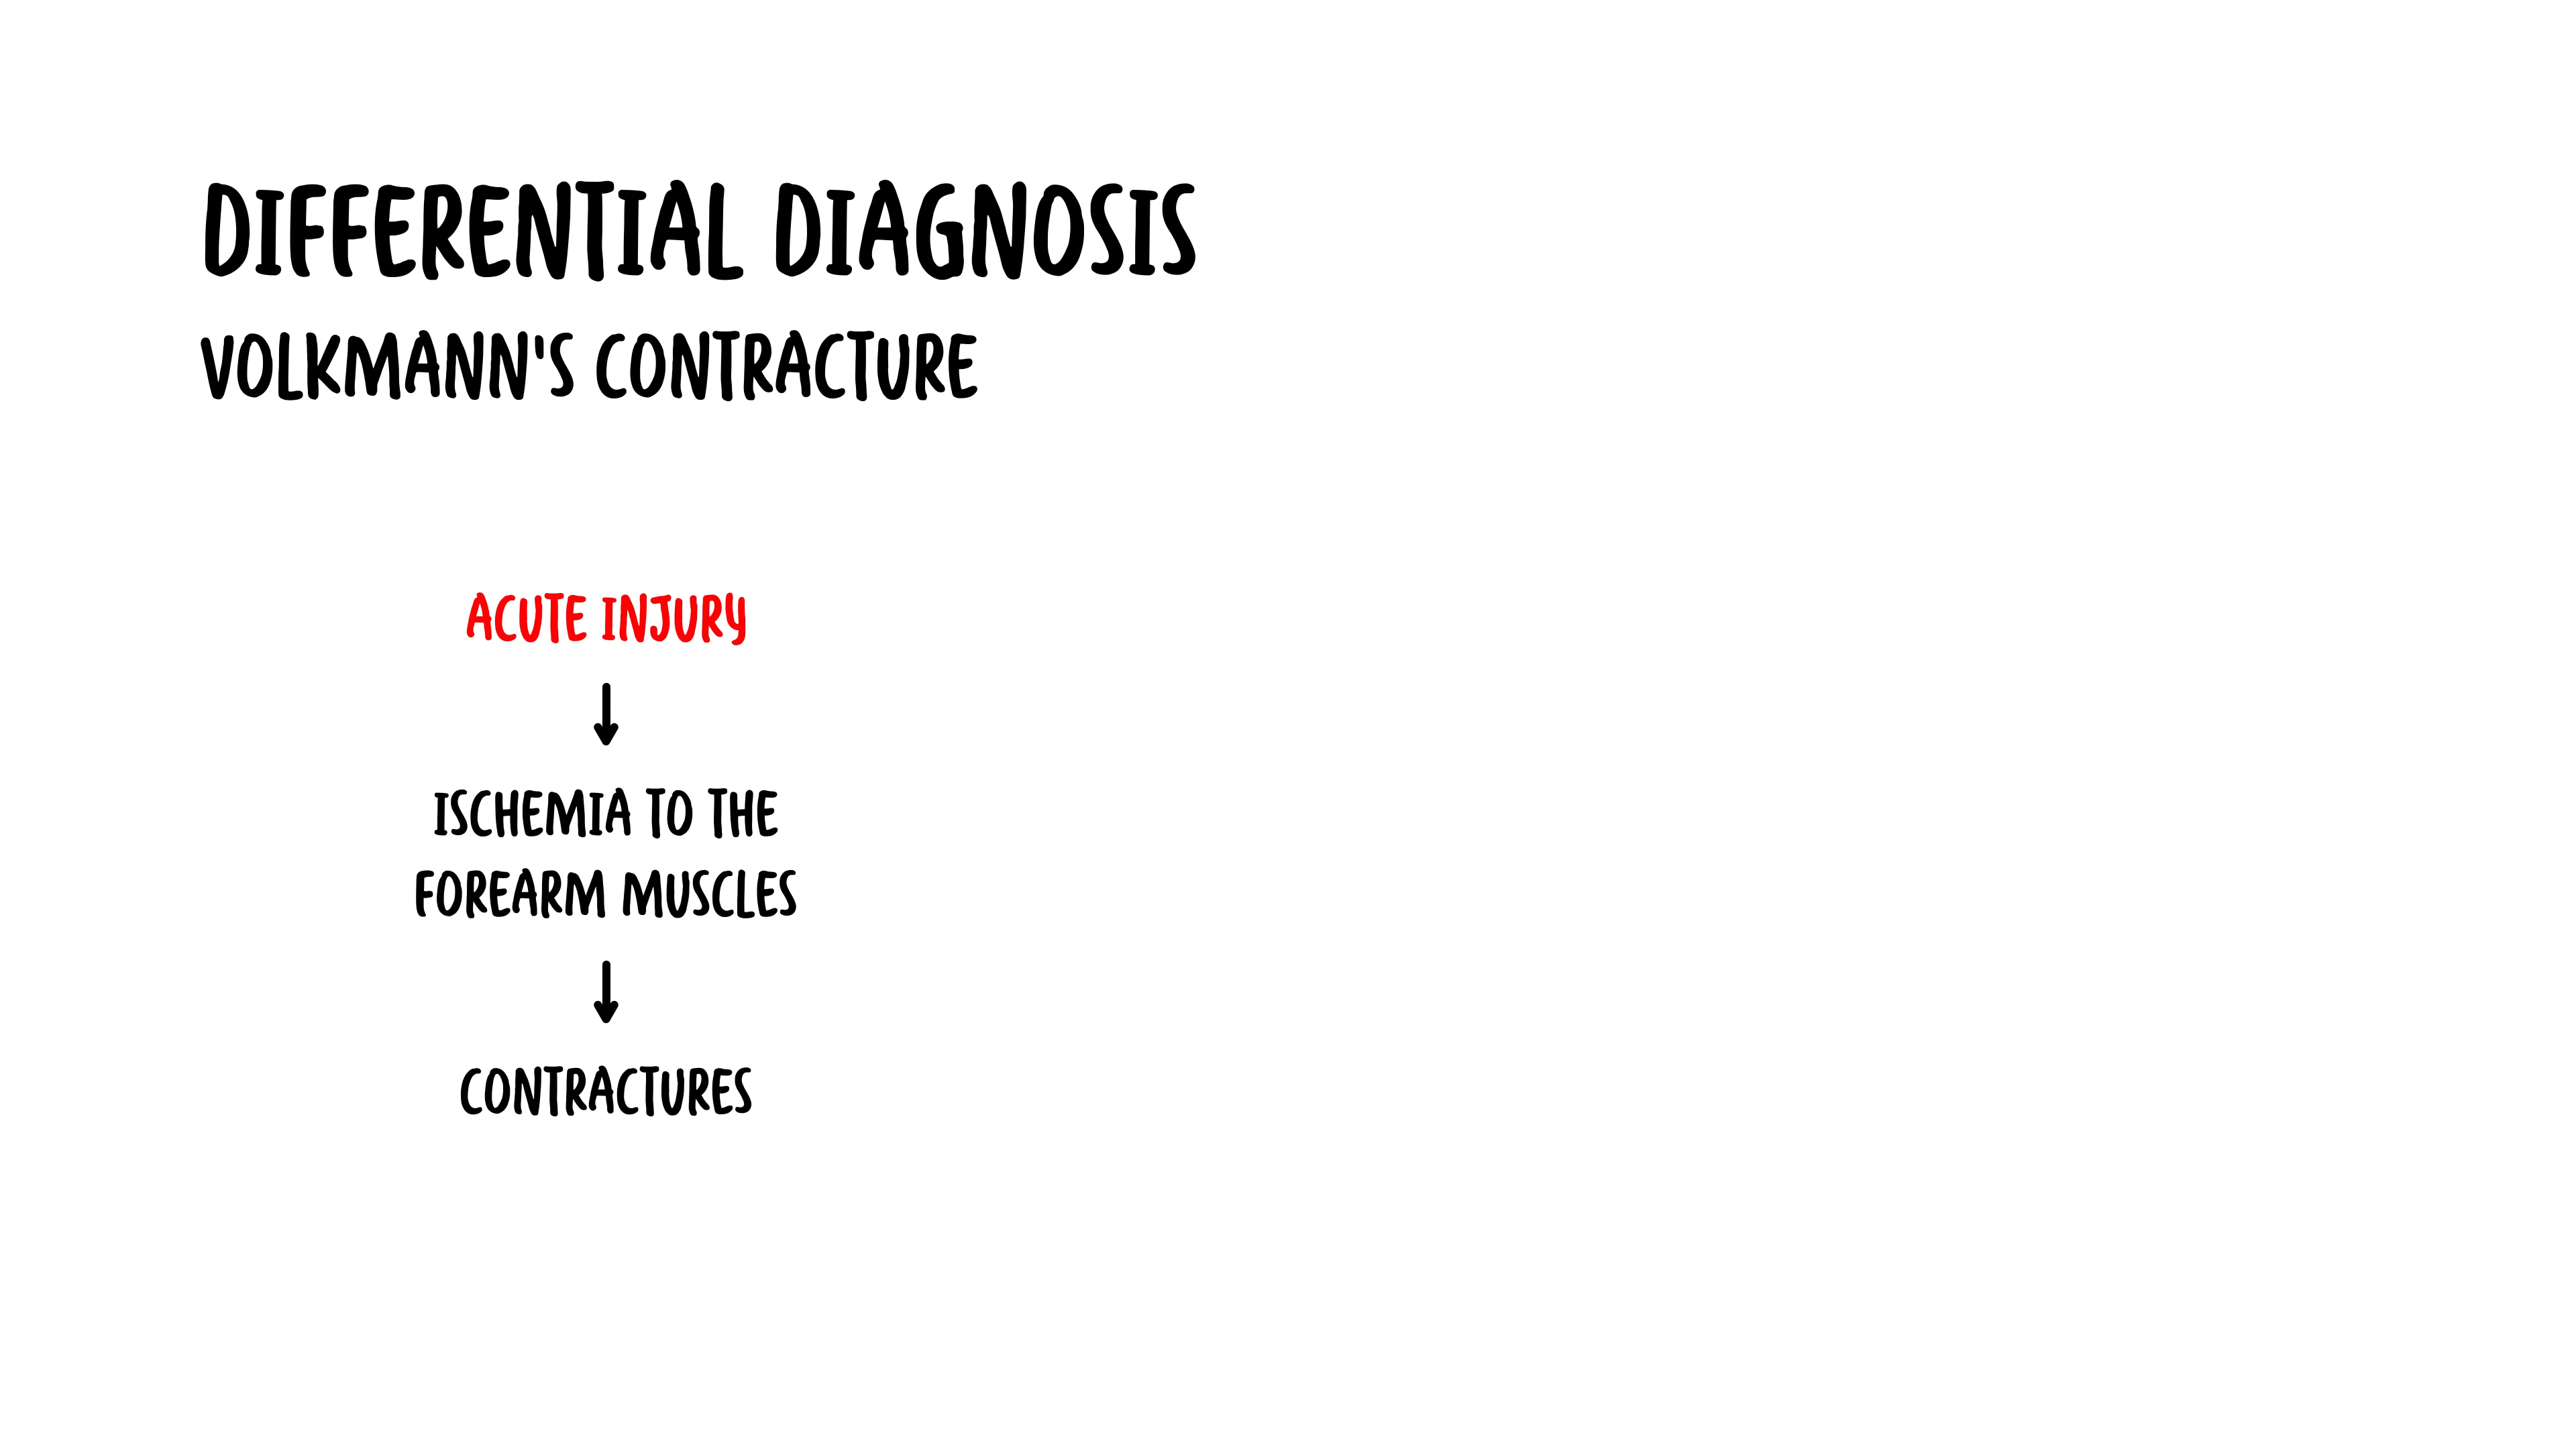 DIFFERENTIAL DIAGNOSIS
VOLKMANN'S CONTRACTURE
ACUTE INJURY
ISCHEMIA TO THE
FOREARM MUSCLES
CONTRACTURES